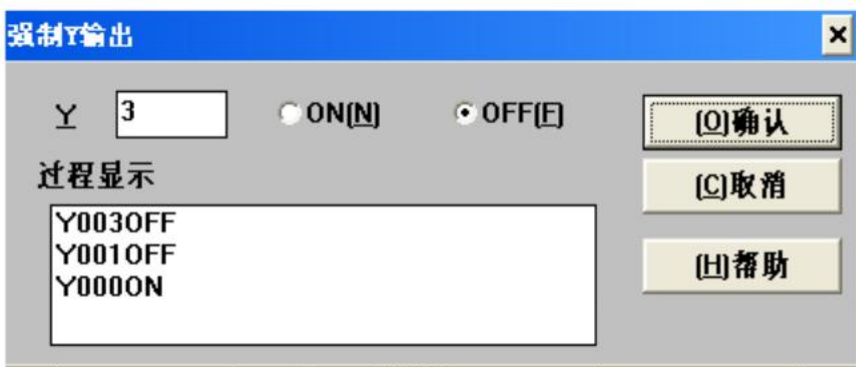 强制Y输出
Y 3 ON(N) OFF(F) (O)确认
过程显示
(C)取消
Y003OFF
Y001OFF
Y000ON
(H)帮助